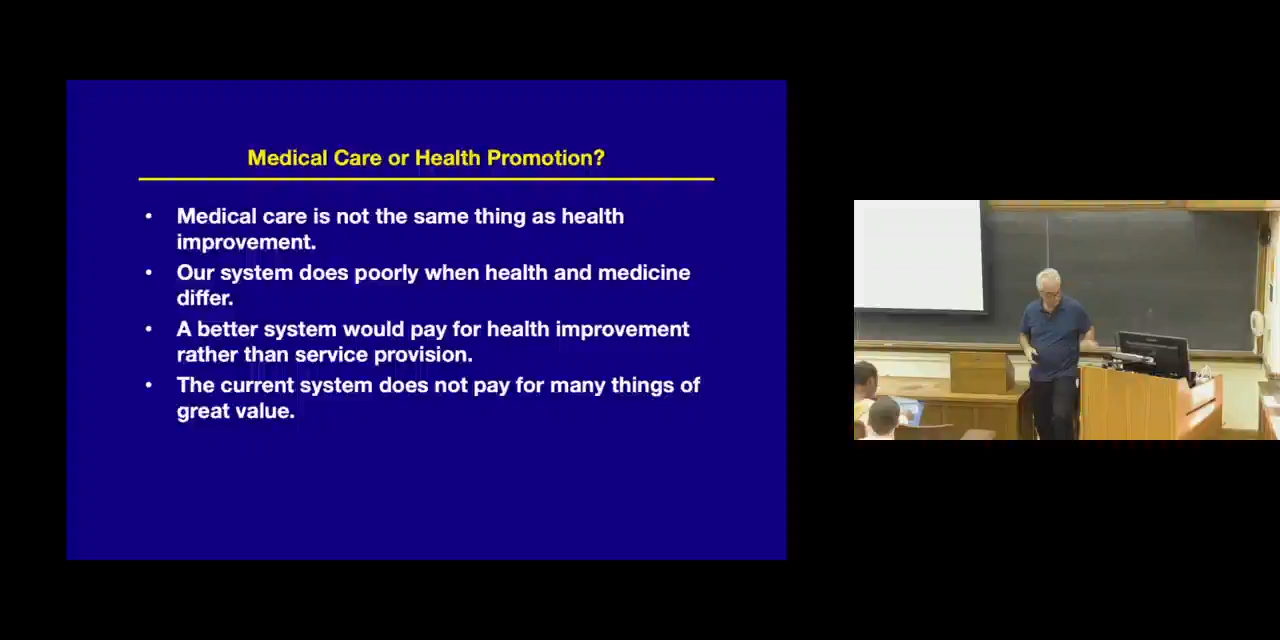 Medical Care or Health Promotion?
• Medical care is not the same thing as health
improvement.
• Our system does poorly when health and medicine
differ.
• A better system would pay for health improvement
rather than service provision.
• The current system does not pay for many things of
great value.